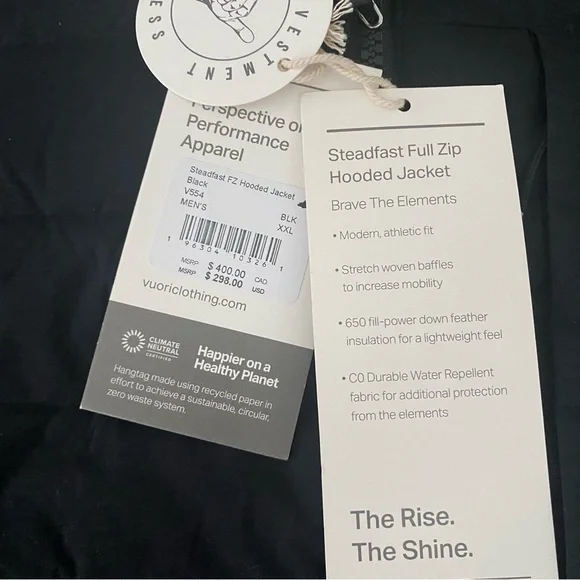 ESS
VESTMENT
Perspective on
Performance
Apparel
Steadfast FZ Hooded Jacket
Black
V554 BLK
MEN'S XXL
1 96304 10326 1
MSRP $ 400.00 CAD
MSRP $ 298.00 USD
vuoriclothing.com
CLIMATE
NEUTRAL
CERTIFIED
Happier on a
Healthy Planet
Hangtag made using recycled paper in
effort to achieve a sustainable, circular,
zero waste system.
Steadfast Full Zip
Hooded Jacket
Brave The Elements
• Modern, athletic fit
• Stretch woven baffles
to increase mobility
• 650 fill-power down feather
insulation for a lightweight feel
• C0 Durable Water Repellent
fabric for additional protection
from the elements
The Rise.
The Shine.